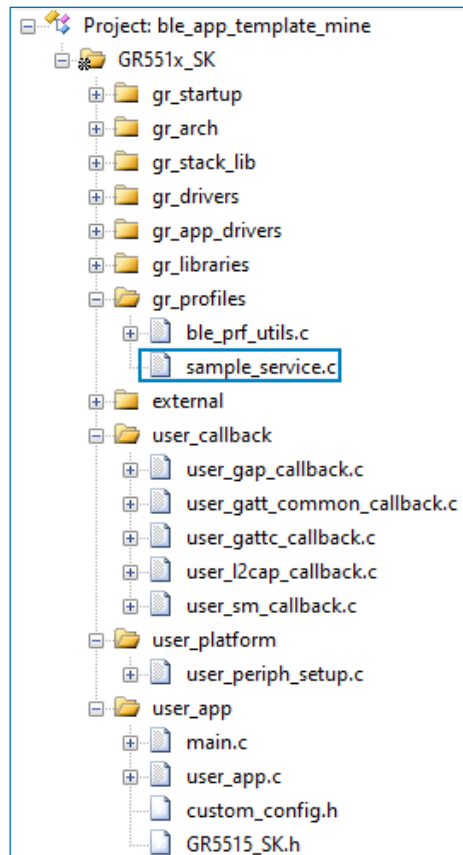 Project: ble_app_template_mine
GR551x_SK
gr_startup
gr_arch
gr_stack_lib
gr_drivers
gr_app_drivers
gr_libraries
gr_profiles
ble_prf_utils.c
sample_service.c
external
user_callback
user_gap_callback.c
user_gatt_common_callback.c
user_gattc_callback.c
user_l2cap_callback.c
user_sm_callback.c
user_platform
user_periph_setup.c
user_app
main.c
user_app.c
custom_config.h
GR5515_SK.h